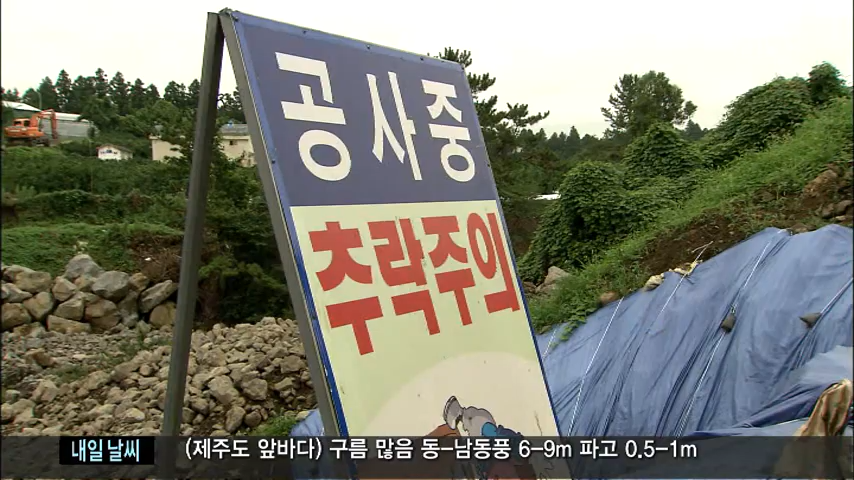 공사중
추락주의
내일 날씨 (제주도 앞바다) 구름 많음 동-남동풍 6-9m 파고 0.5-1m